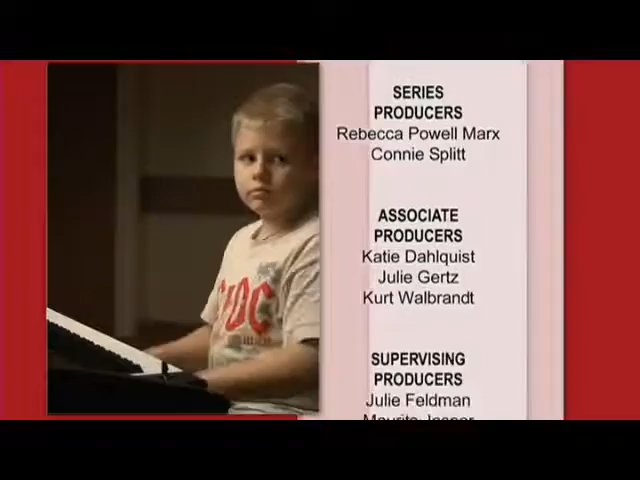 SERIES
PRODUCERS
Rebecca Powell Marx
Connie Splitt
ASSOCIATE
PRODUCERS
Katie Dahlquist
Julie Gertz
Kurt Walbrandt
SUPERVISING
PRODUCERS
Julie Feldman